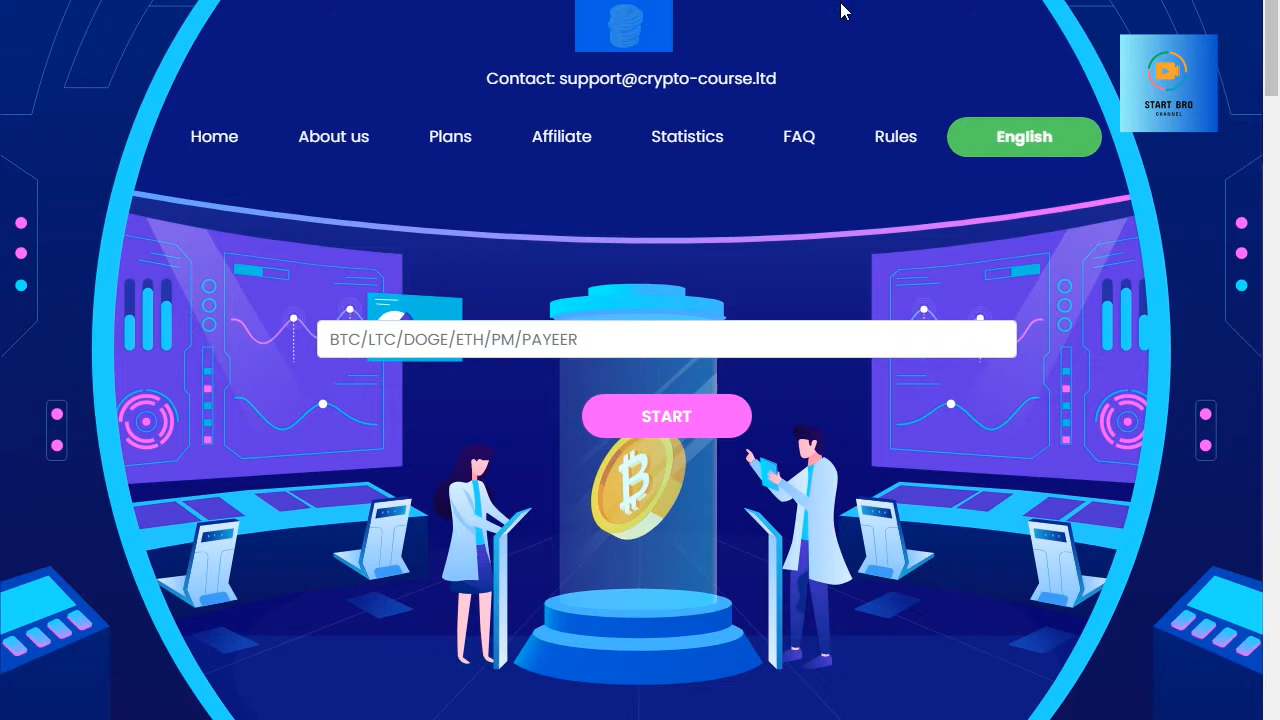 Contact: support@crypto-course.ltd
Home About us Plans Affiliate Statistics FAQ Rules English
START BRO
CHANNEL
BTC/LTC/DOGE/ETH/PM/PAYEER
START